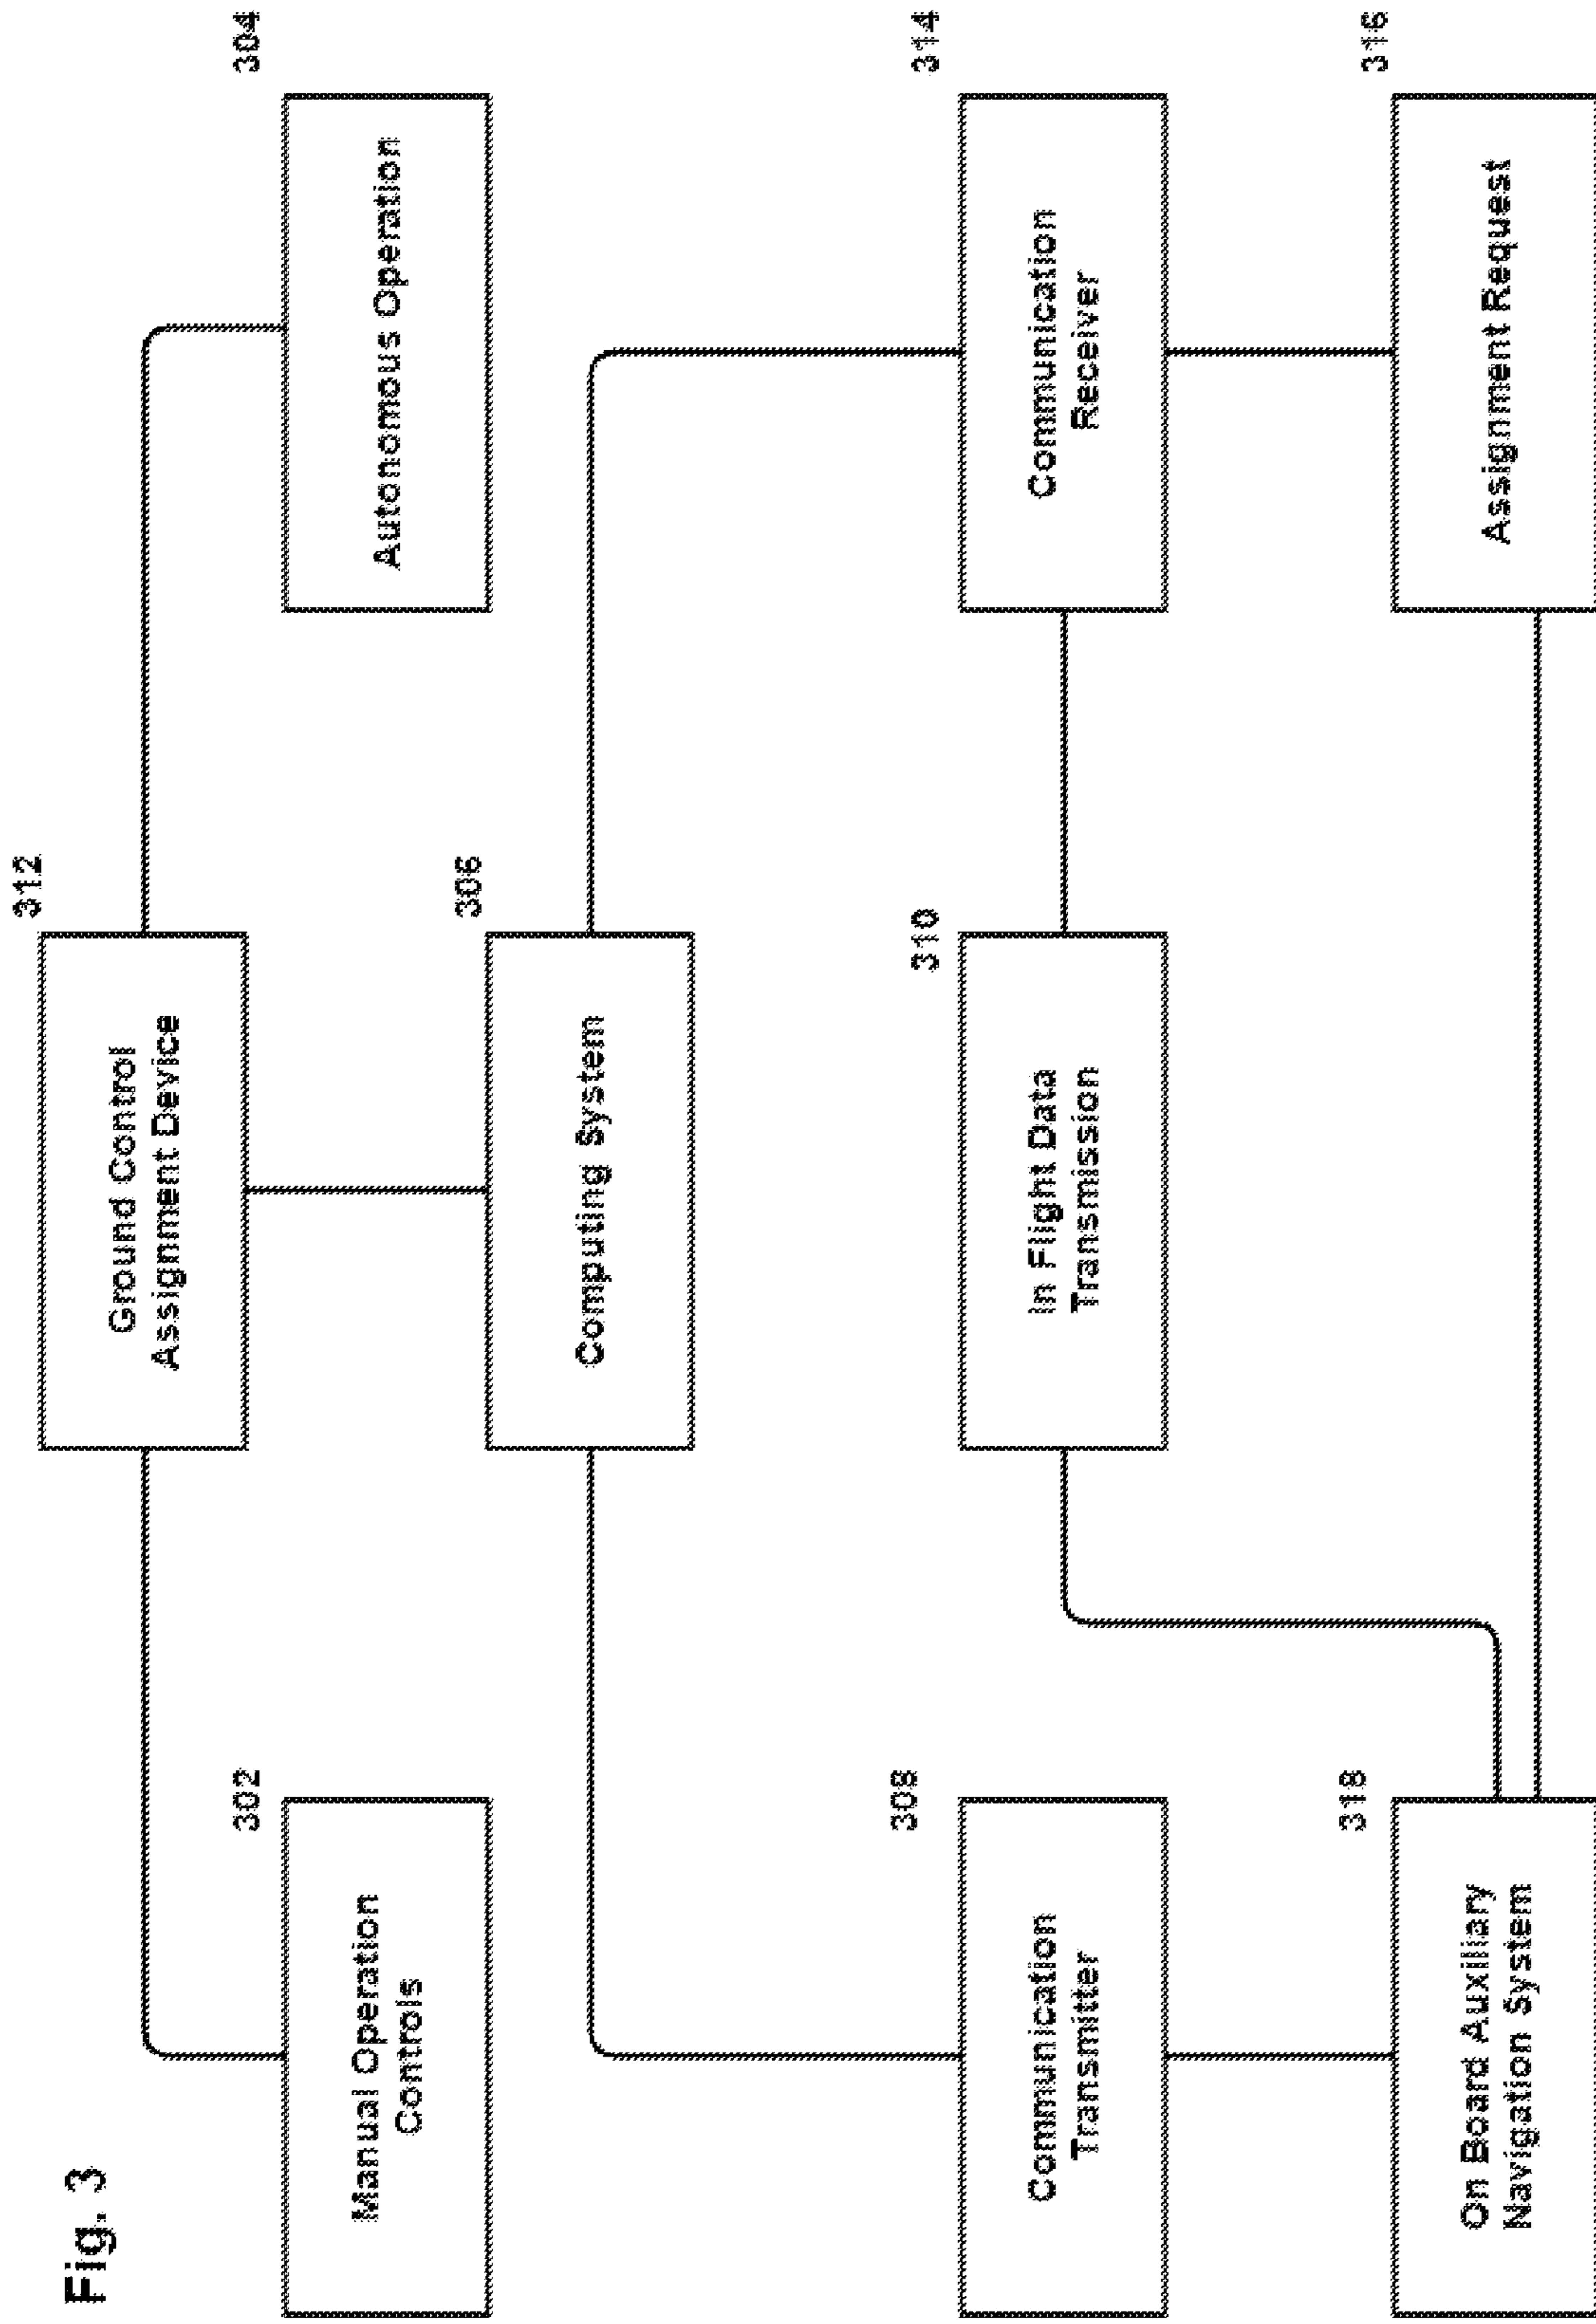 Fig. 3
312
Ground Control
Assignment Device
302
Manual Operation
Controls
304
Autonomous Operation
306
Computing System
308
Communication
Transmitter
310
In Flight Data
Transmission
314
Communication
Receiver
318
On Board Auxilliary
Navigation System
316
Assignment Request